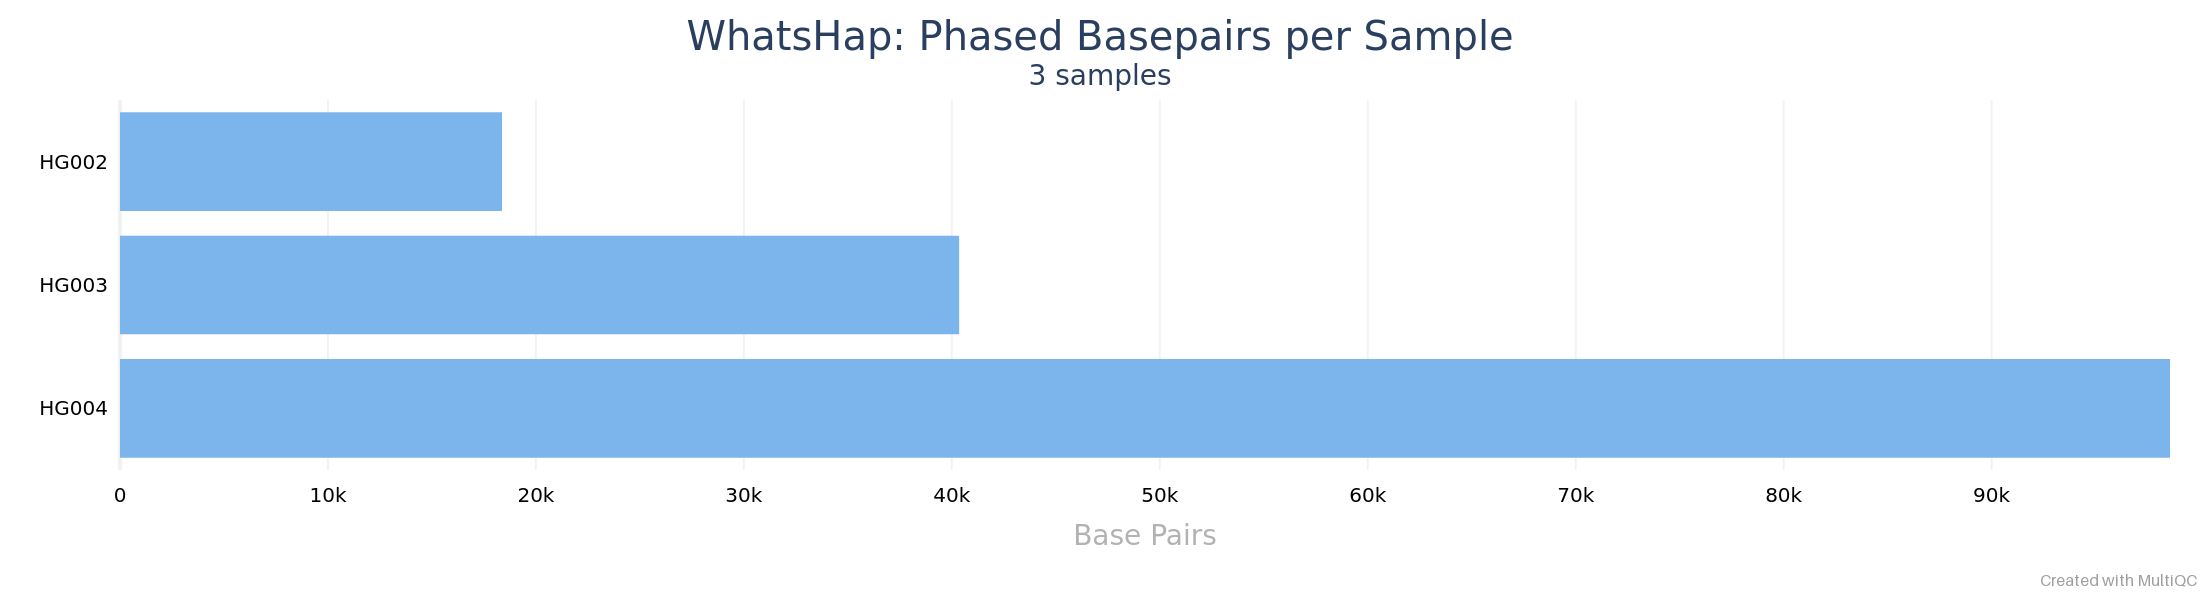 WhatsHap: Phased Basepairs per Sample
3 samples
HG002
HG003
HG004
0 10k 20k 30k 40k 50k 60k 70k 80k 90k
Base Pairs
Created with MultiQC